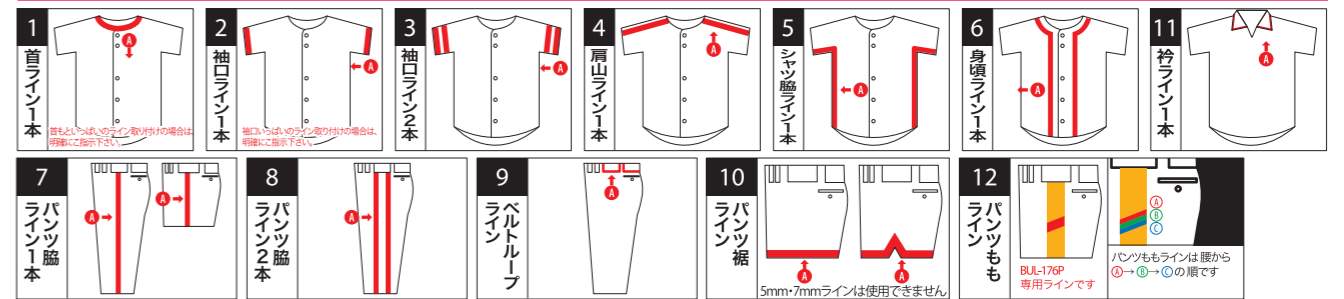 1
首ライン1本
A
首もといっぱいのライン取り付けの場合は、
明確にご指示下さい。
2
袖口ライン1本
A
袖口いっぱいのライン取り付けの場合は、
明確にご指示下さい。
3
袖口ライン2本
A
4
肩山ライン1本
A
5
シャツ脇ライン1本
A
6
身頃ライン1本
A
11
衿ライン1本
A
7
パンツ脇
ライン1本
A
A
8
パンツ脇
ライン2本
A
9
ベルトループ
ライン
A
10
パンツ裾
ライン
A
A
5mm・7mmラインは使用できません
12
パンツもも
ライン
BUL-176P
専用ラインです
A
B
C
パンツももラインは腰から
A→B→Cの順です